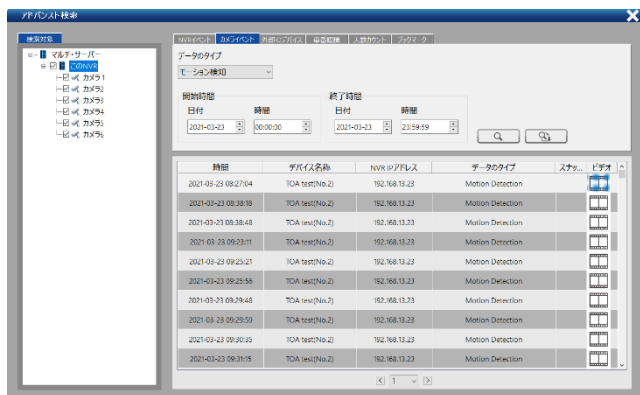 アドバンスト検索
検索対象
マルチ・サーバー
このNVR
カメラ1
カメラ2
カメラ3
カメラ4
カメラ5
カメラ6
NVRイベント カメライベント 外部I/Oデバイス 人数カウント ブックマーク
データのタイプ
モーション検知
開始時間 終了時間
日付 時間 日付 時間
2021-03-23 00:00:00 2021-03-23 23:59:59
時間 デバイス名称 NVR IPアドレス データのタイプ スナッ... ビデオ
2021-03-23 08:27:04 TOA test(No.2) 192.168.13.23 Motion Detection
2021-03-23 08:38:18 TOA test(No.2) 192.168.13.23 Motion Detection
2021-03-23 08:38:48 TOA test(No.2) 192.168.13.23 Motion Detection
2021-03-23 09:23:11 TOA test(No.2) 192.168.13.23 Motion Detection
2021-03-23 09:25:21 TOA test(No.2) 192.168.13.23 Motion Detection
2021-03-23 09:25:56 TOA test(No.2) 192.168.13.23 Motion Detection
2021-03-23 09:29:48 TOA test(No.2) 192.168.13.23 Motion Detection
2021-03-23 09:29:59 TOA test(No.2) 192.168.13.23 Motion Detection
2021-03-23 09:30:35 TOA test(No.2) 192.168.13.23 Motion Detection
2021-03-23 09:31:15 TOA test(No.2) 192.168.13.23 Motion Detection
1